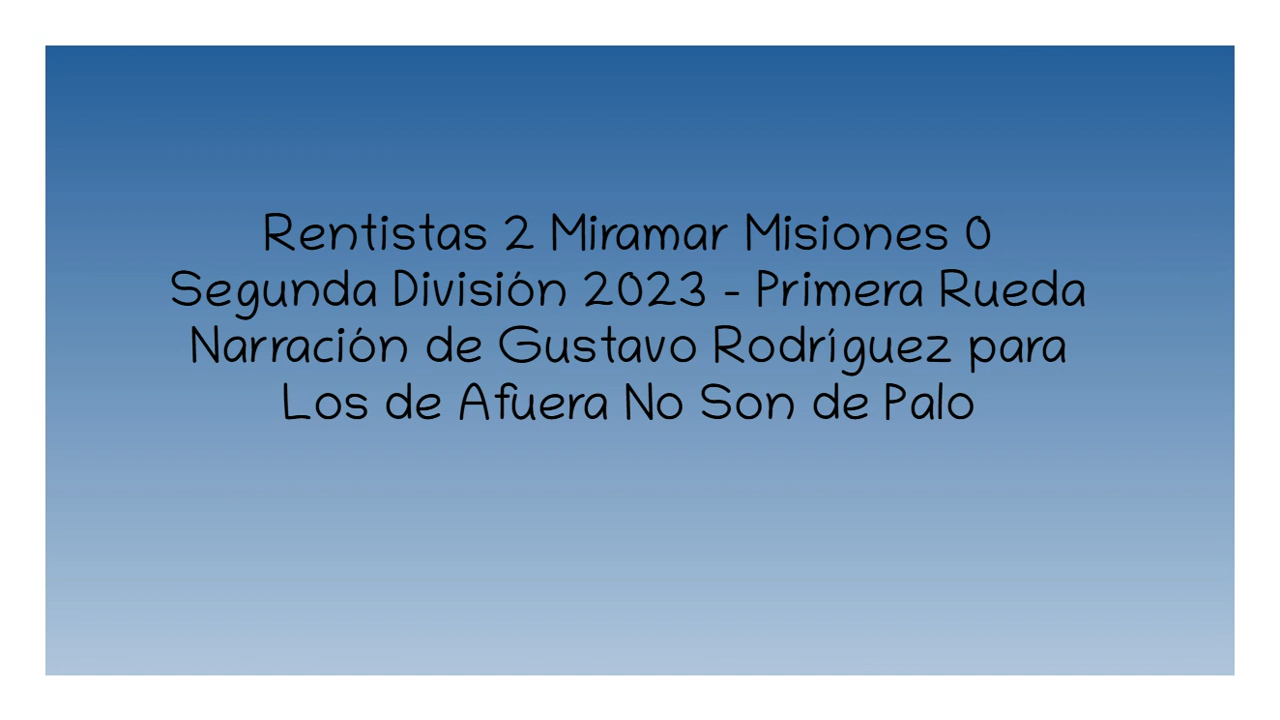 Rentistas 2 Miramar Misiones 0
Segunda División 2023 - Primera Rueda
Narración de Gustavo Rodríguez para
Los de Afuera No Son de Palo